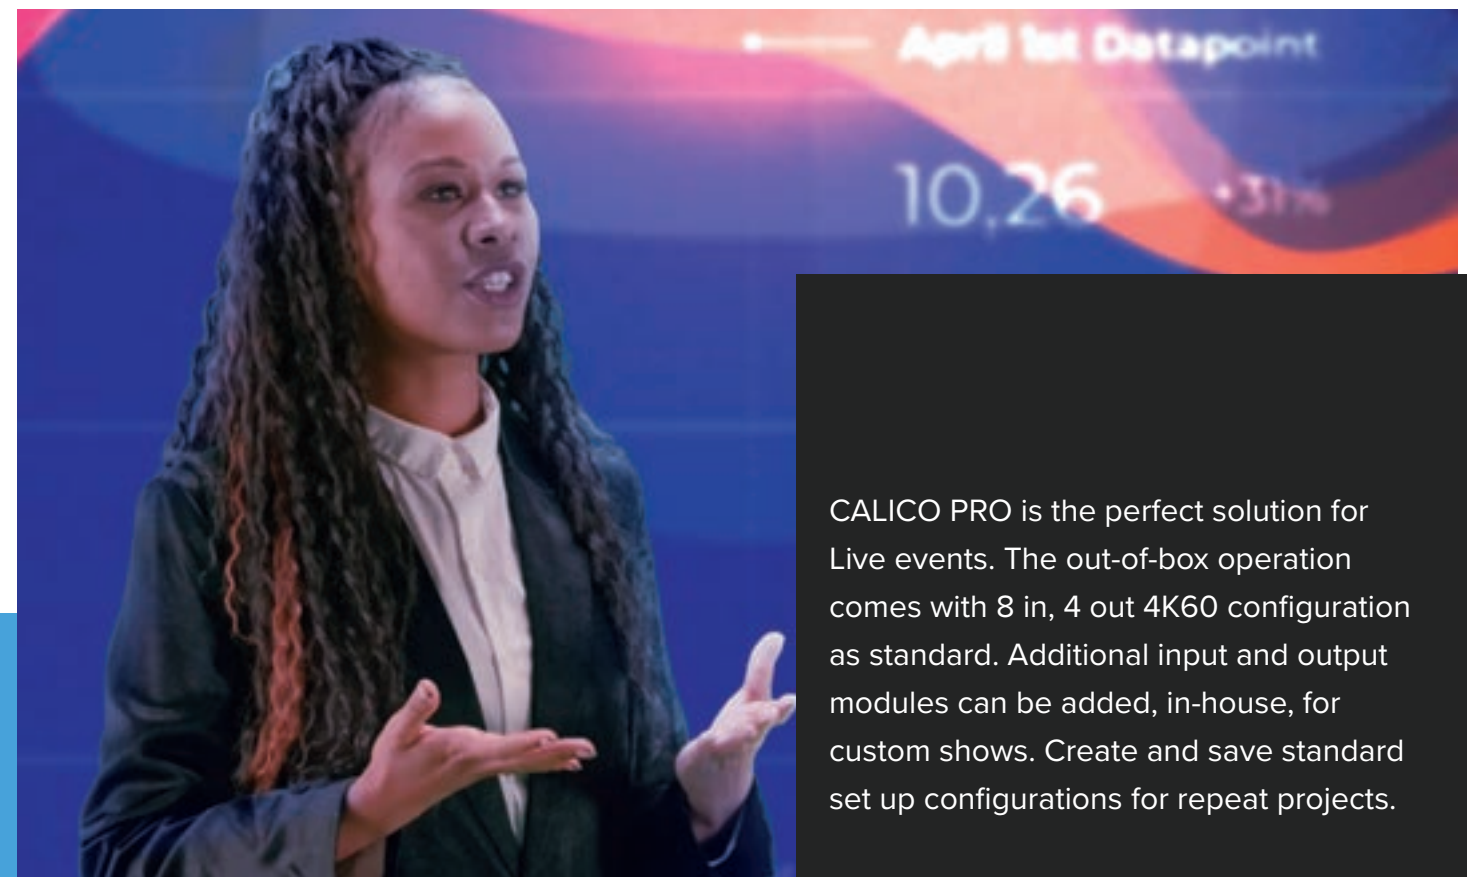 April 1st Datapoint
10,26 +31%
CALICO PRO is the perfect solution for
Live events. The out-of-box operation
comes with 8 in, 4 out 4K60 configuration
as standard. Additional input and output
modules can be added, in-house, for
custom shows. Create and save standard
set up configurations for repeat projects.